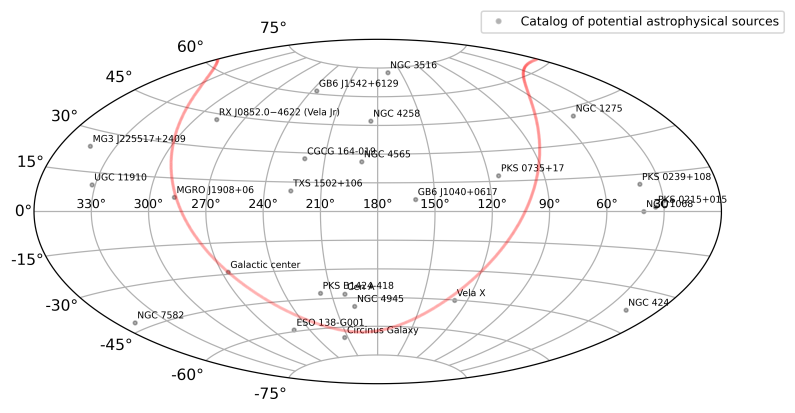 Catalog of potential astrophysical sources
75°
60°
NGC 3516
45°
GB6 J1542+6129
30°
RX J0852.0−4622 (Vela Jr)
NGC 4258
NGC 1275
MG3 J225517+2409
CGCG 164-019
NGC 4565
15°
UGC 11910
MGRO J1908+06
TXS 1502+106
GB6 J1040+0617
PKS 0735+17
PKS 0239+108
PKS 0215+015
NGC 1068
0°
330°
300°
270°
240°
210°
180°
150°
120°
90°
60°
30°
-15°
Galactic center
PKS B1424-418
Cen A
NGC 4945
Vela X
-30°
NGC 7582
ESO 138-G001
Circinus Galaxy
NGC 424
-45°
-60°
-75°